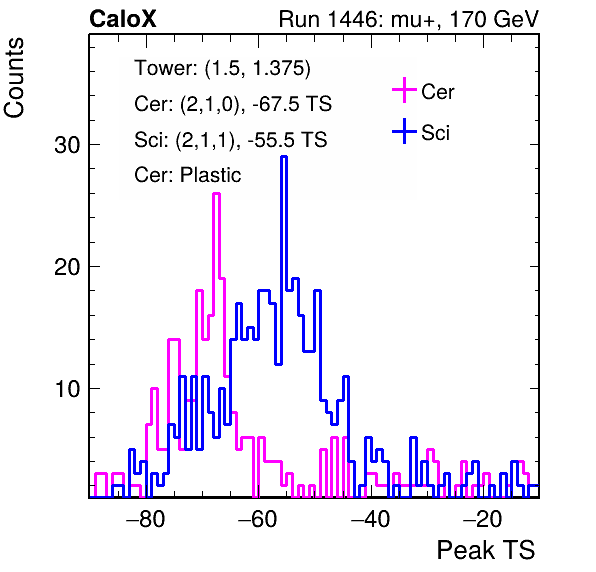 CaloX Run 1446: mu+, 170 GeV
Counts
Tower: (1.5, 1.375)
Cer: (2,1,0), -67.5 TS
Sci: (2,1,1), -55.5 TS
Cer: Plastic
Cer
Sci
30
20
10
−80 −60 −40 −20
Peak TS